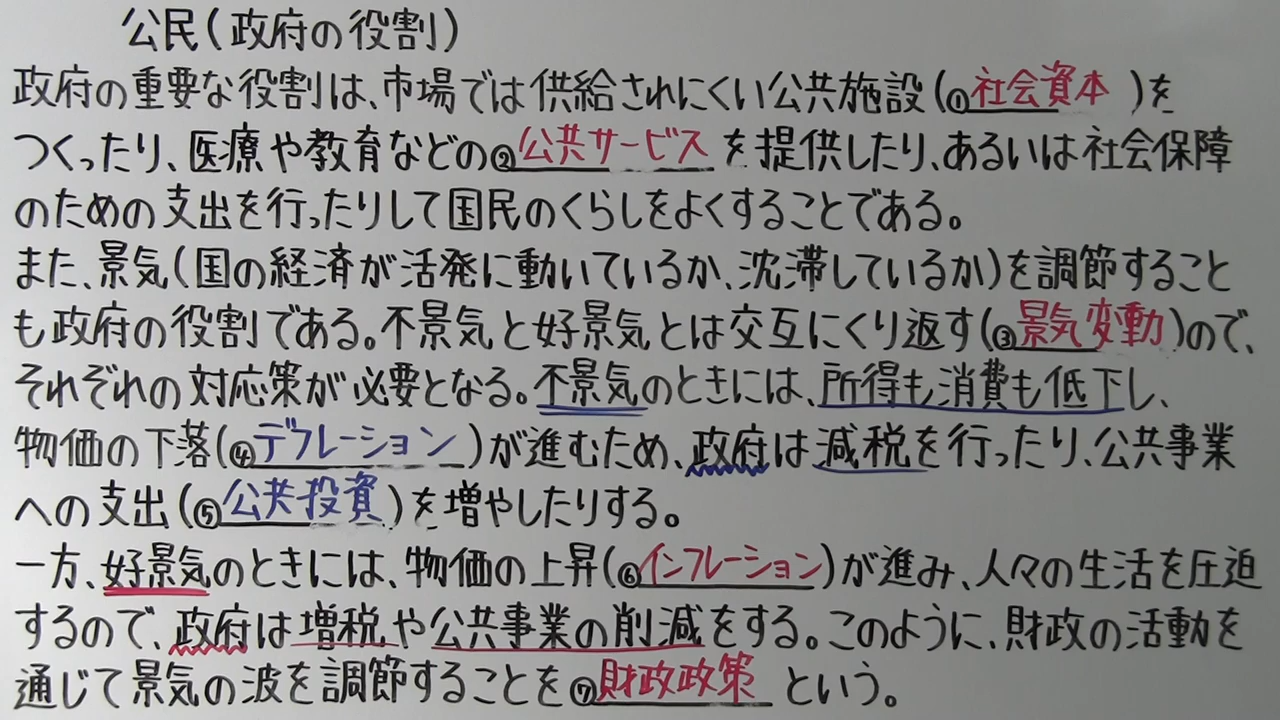 公民(政府の役割)
政府の重要な役割は、市場では供給されにくい公共施設(①社会資本)を
つくったり、医療や教育などの②公共サービスを提供したり、あるいは社会保障
のための支出を行ったりして国民のくらしをよくすることである。
また、景気(国の経済が活発に動いているか、沈滞しているか)を調節すること
も政府の役割である。不景気と好景気とは交互にくり返す(③景気変動)ので、
それぞれの対応策が必要となる。不景気のときには、所得も消費も低下し、
物価の下落(④デフレーション)が進むため、政府は減税を行ったり、公共事業
への支出(⑤公共投資)を増やしたりする。
一方、好景気のときには、物価の上昇(⑥インフレーション)が進み、人々の生活を圧迫
するので、政府は増税や公共事業の削減をする。このように、財政の活動を
通じて景気の波を調節することを⑦財政政策という。